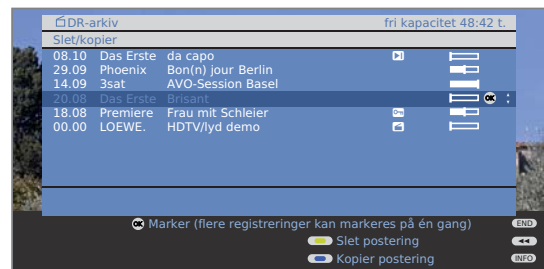 DR-arkiv fri kapacitet 48:42 t.
Slet/kopier
08.10 Das Erste da capo
29.09 Phoenix Bon(n) jour Berlin
14.09 3sat AVO-Session Basel
20.08 Das Erste Brisant OK
18.08 Premiere Frau mit Schleier
00.00 LOEWE. HDTV/lyd demo
OK Marker (flere registreringer kan markeres på én gang) END
Slet postering
Kopier postering INFO